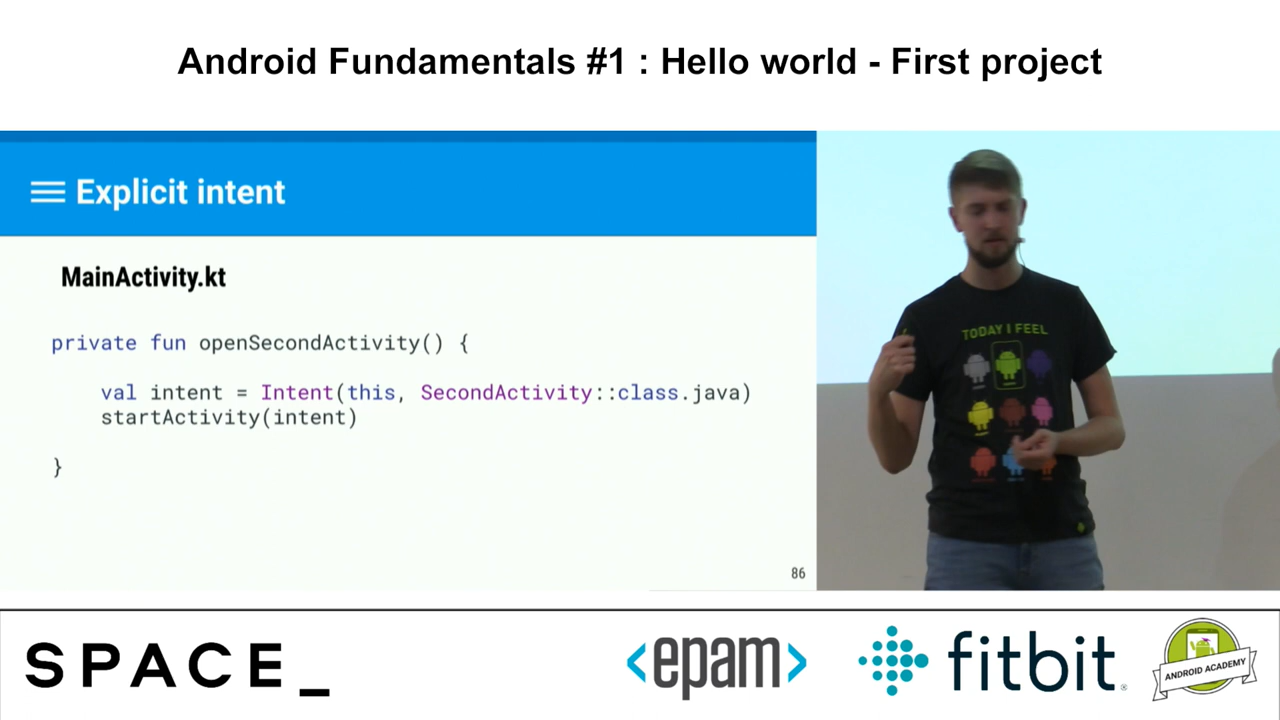 Android Fundamentals #1 : Hello world - First project
Explicit intent
MainActivity.kt
private fun openSecondActivity() {
val intent = Intent(this, SecondActivity::class.java)
startActivity(intent)
}
86
TODAY I FEEL
SPACE_
<epam>
fitbit®
ANDROID ACADEMY